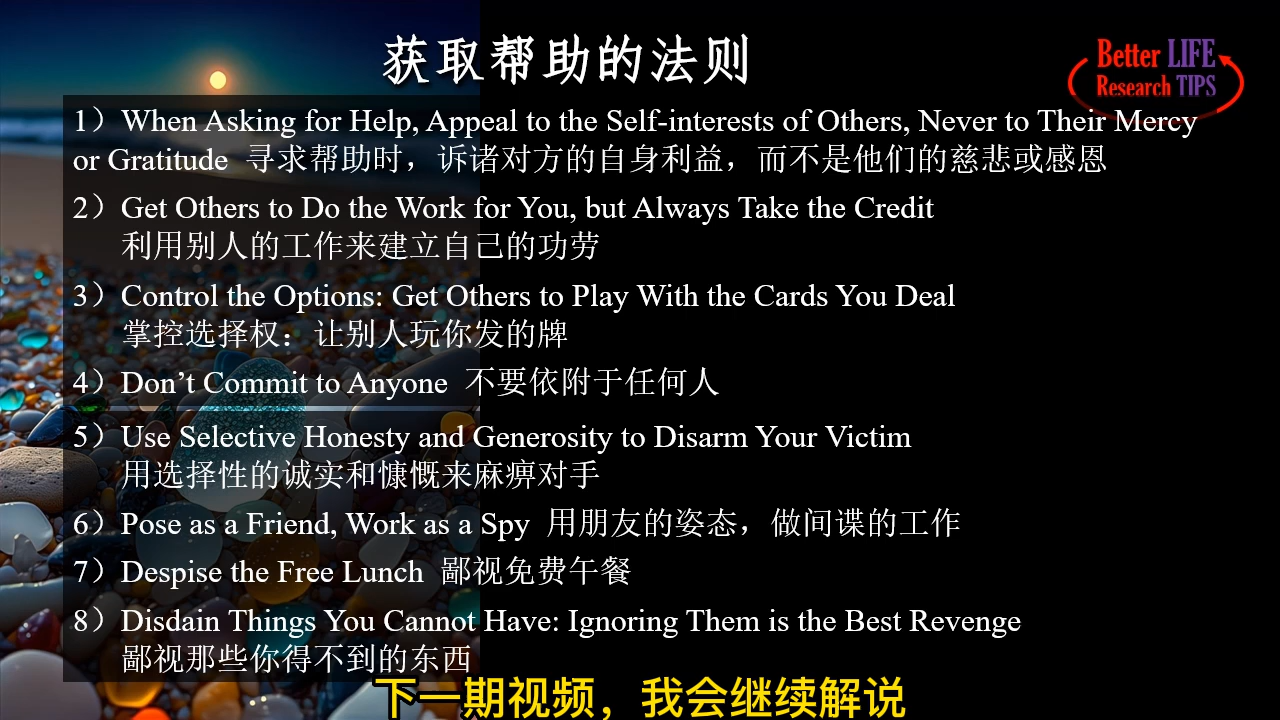 获取帮助的法则
Better LIFE
Research TIPS
1）When Asking for Help, Appeal to the Self-interests of Others, Never to Their Mercy
or Gratitude 寻求帮助时，诉诸对方的自身利益，而不是他们的慈悲或感恩
2）Get Others to Do the Work for You, but Always Take the Credit
利用别人的工作来建立自己的功劳
3）Control the Options: Get Others to Play With the Cards You Deal
掌控选择权：让别人玩你发的牌
4）Don’t Commit to Anyone 不要依附于任何人
5）Use Selective Honesty and Generosity to Disarm Your Victim
用选择性的诚实和慷慨来麻痹对手
6）Pose as a Friend, Work as a Spy 用朋友的姿态，做间谍的工作
7）Despise the Free Lunch 鄙视免费午餐
8）Disdain Things You Cannot Have: Ignoring Them is the Best Revenge
鄙视那些你得不到的东西
下一期视频，我会继续解说